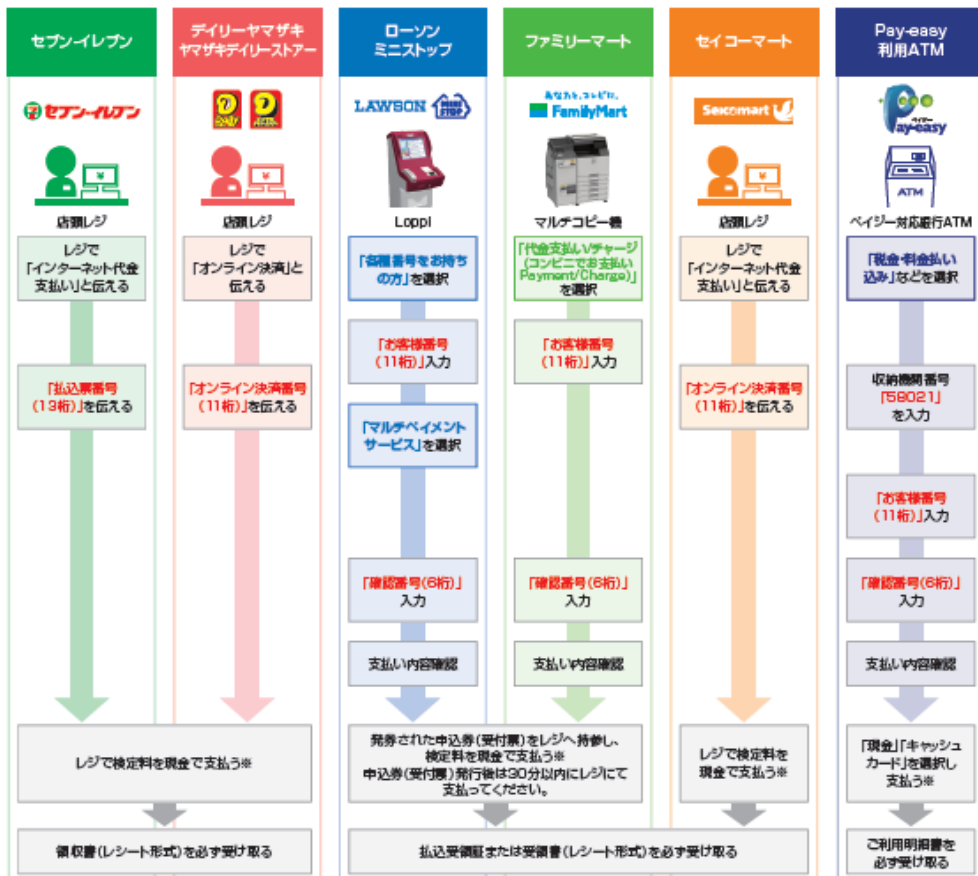 セブン-イレブン
セブン-イレブン
店頭レジ
レジで
「インターネット代金
支払い」と伝える
「払込票番号
(13桁)」を伝える
デイリーヤマザキ
ヤマザキデイリーストアー
店頭レジ
レジで
「オンライン決済」と
伝える
「オンライン決済番号
(11桁)」を伝える
レジで検定料を現金で支払う※
領収書(レシート形式)を必ず受け取る
ローソン
ミニストップ
LAWSON
MINI
STOP
Loppi
「各種番号をお持ち
の方」を選択
「お客様番号
(11桁)」入力
「マルチペイメント
サービス」を選択
「確認番号(6桁)」
入力
支払い内容確認
ファミリーマート
あなたと、コンビに、
FamilyMart
マルチコピー機
「代金支払い/チャージ
(コンビニでお支払い
Payment/Charge)」
を選択
「お客様番号
(11桁)」入力
「確認番号(6桁)」
入力
支払い内容確認
発券された申込券(受付票)をレジへ持参し、
検定料を現金で支払う※
申込券(受付票)発行後は30分以内にレジにて
支払ってください。
セイコーマート
Seicomart
店頭レジ
レジで
「インターネット代金
支払い」と伝える
「オンライン決済番号
(11桁)」を伝える
レジで検定料を
現金で支払う※
払込受領証または受領書(レシート形式)を必ず受け取る
Pay-easy
利用ATM
ペイジー
Pay-easy
ATM
ペイジー対応銀行ATM
「税金・料金払い
込み」などを選択
収納機関番号
「58021」
を入力
「お客様番号
(11桁)」入力
「確認番号(6桁)」
入力
支払い内容確認
「現金」「キャッシュ
カード」を選択し
支払う※
ご利用明細書を
必ず受け取る